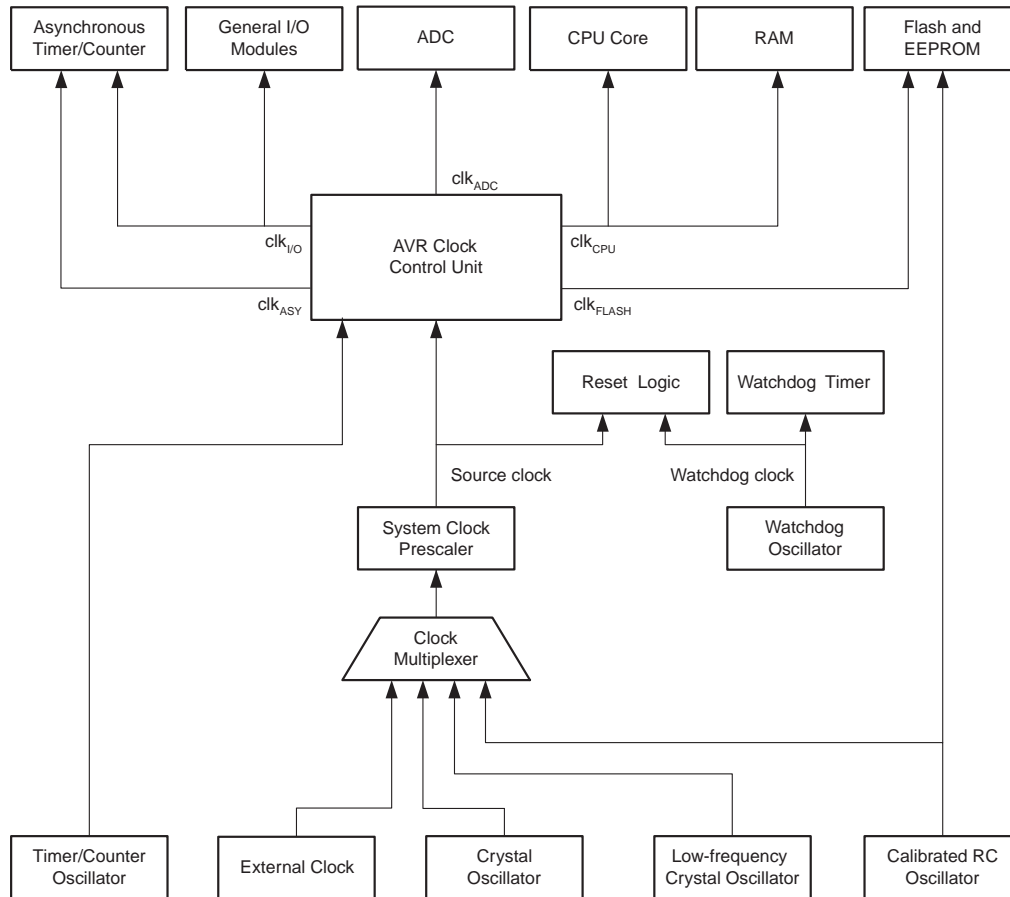 Asynchronous
Timer/Counter
General I/O
Modules
ADC
CPU Core
RAM
Flash and
EEPROM
clkADC
clkI/O
AVR Clock
Control Unit
clkCPU
clkASY
clkFLASH
Reset Logic
Watchdog Timer
Source clock
Watchdog clock
System Clock
Prescaler
Watchdog
Oscillator
Clock
Multiplexer
Timer/Counter
Oscillator
External Clock
Crystal
Oscillator
Low-frequency
Crystal Oscillator
Calibrated RC
Oscillator